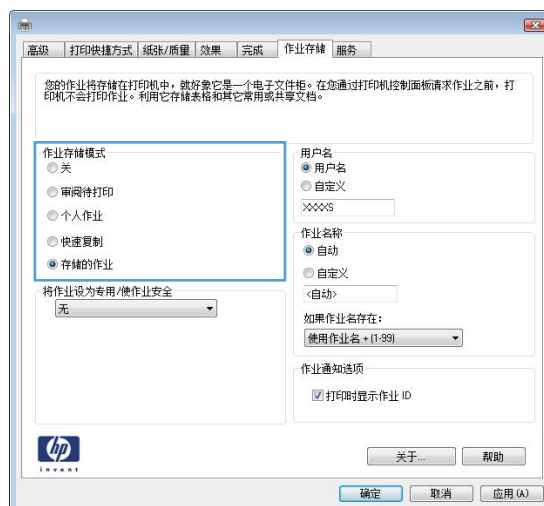 高级 打印快捷方式 纸张/质量 效果 完成 作业存储 服务
您的作业将存储在打印机中，就好象它是一个电子文件柜。在您通过打印机控制面板请求作业之前，打
印机不会打印作业。利用它存储表格和其它常用或共享文档。
作业存储模式
关
审阅待打印
个人作业
快速复制
存储的作业
将作业设为专用/使作业安全
无
用户名
用户名
自定义
XXXXS
作业名称
自动
自定义
<自动>
如果作业名存在：
使用作业名 + (1-99)
作业通知选项
打印时显示作业 ID
hp
invent
关于... 帮助
确定 取消 应用 (A)